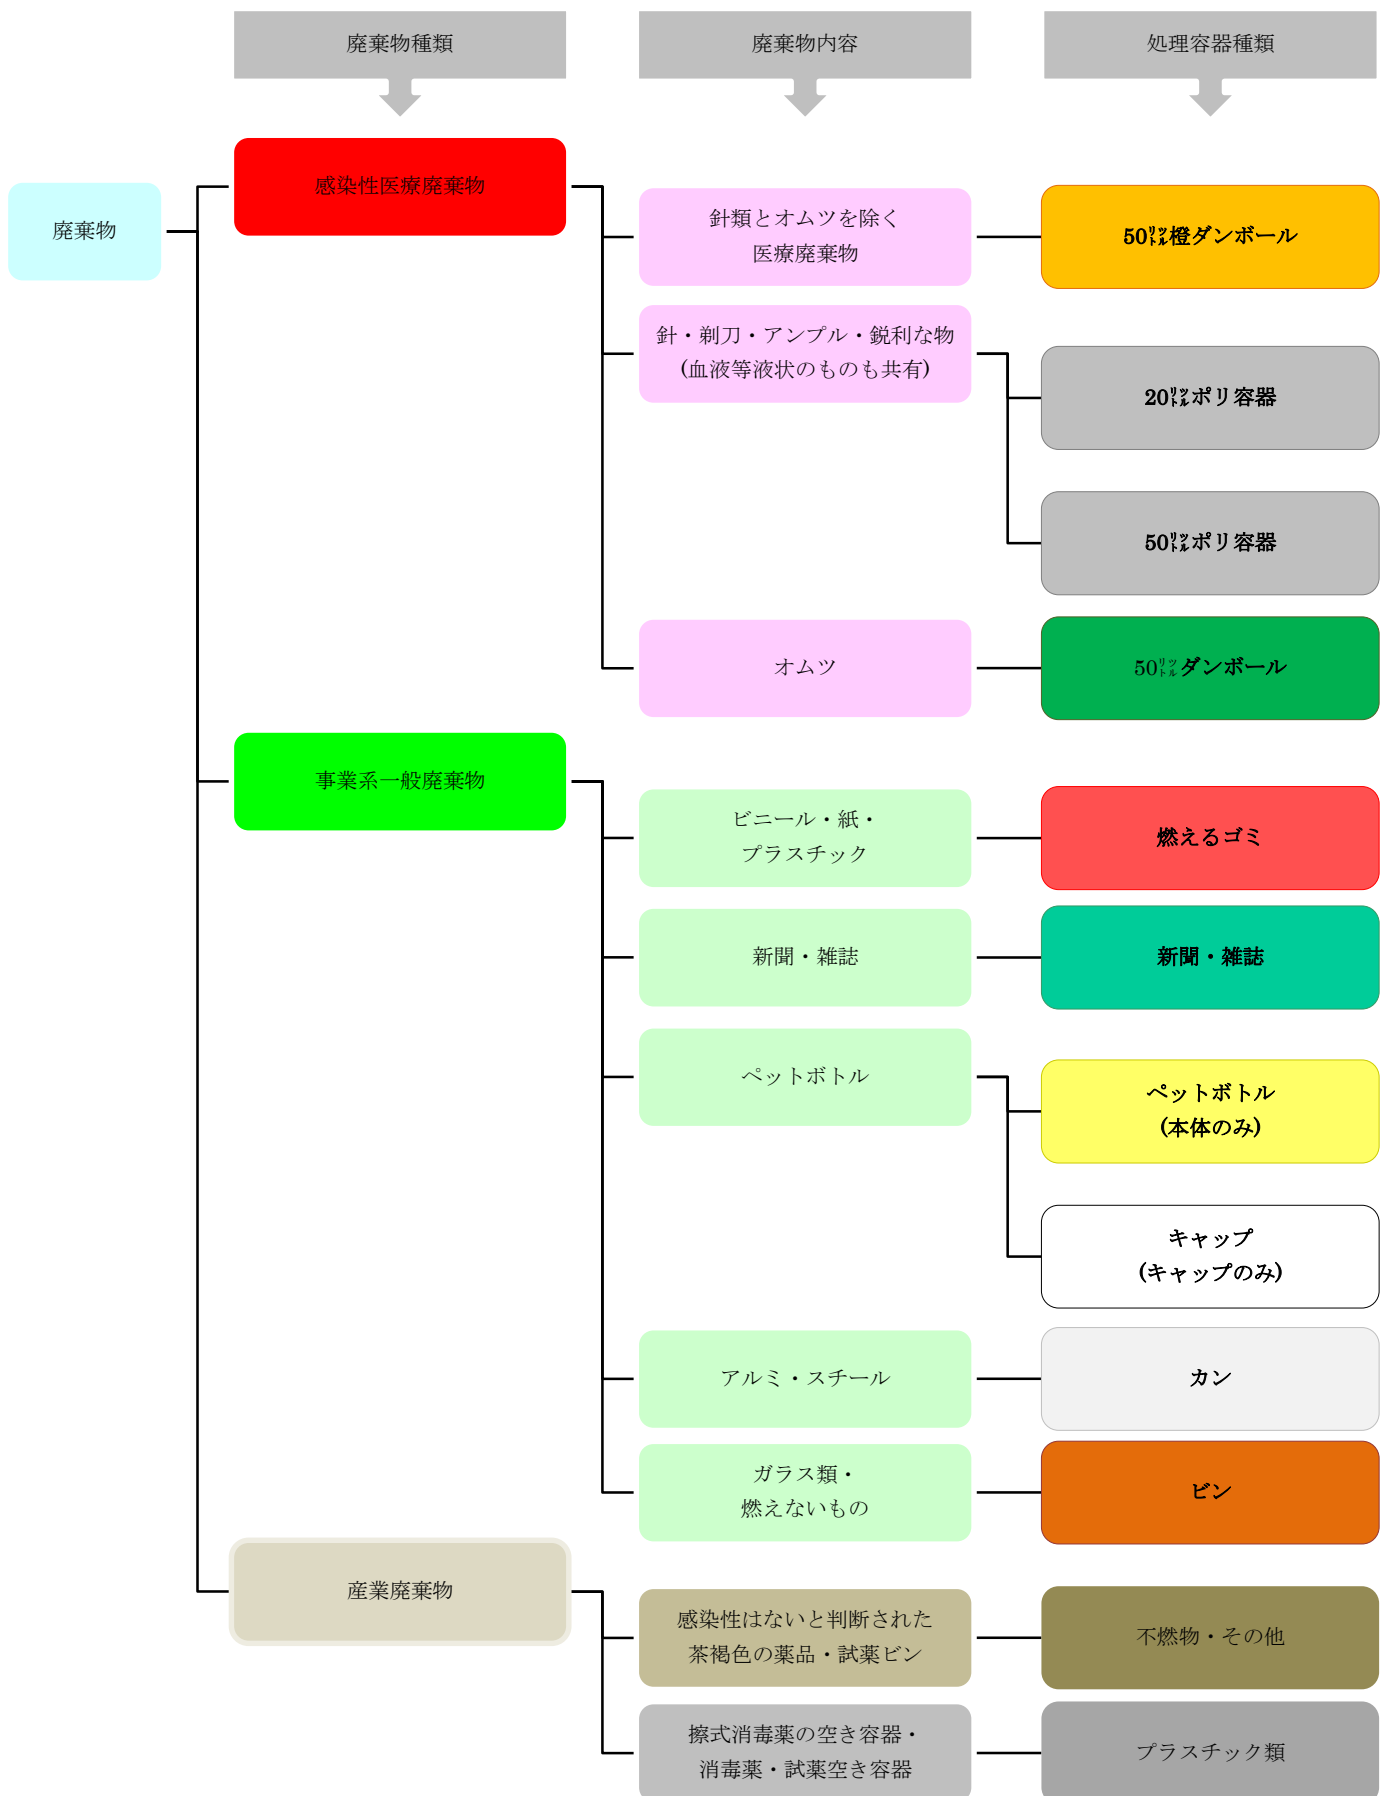 廃棄物種類
廃棄物内容
処理容器種類
廃棄物
感染性医療廃棄物
針類とオムツを除く
医療廃棄物
50㍑橙ダンボール
針・剃刀・アンプル・鋭利な物
(血液等液状のものも共有)
20㍑ポリ容器
50㍑ポリ容器
オムツ
50㍑ダンボール
事業系一般廃棄物
ビニール・紙・
プラスチック
燃えるゴミ
新聞・雑誌
新聞・雑誌
ペットボトル
ペットボトル
(本体のみ)
キャップ
(キャップのみ)
アルミ・スチール
カン
ガラス類・
燃えないもの
ビン
産業廃棄物
感染性はないと判断された
茶褐色の薬品・試薬ビン
不燃物・その他
擦式消毒薬の空き容器・
消毒薬・試薬空き容器
プラスチック類